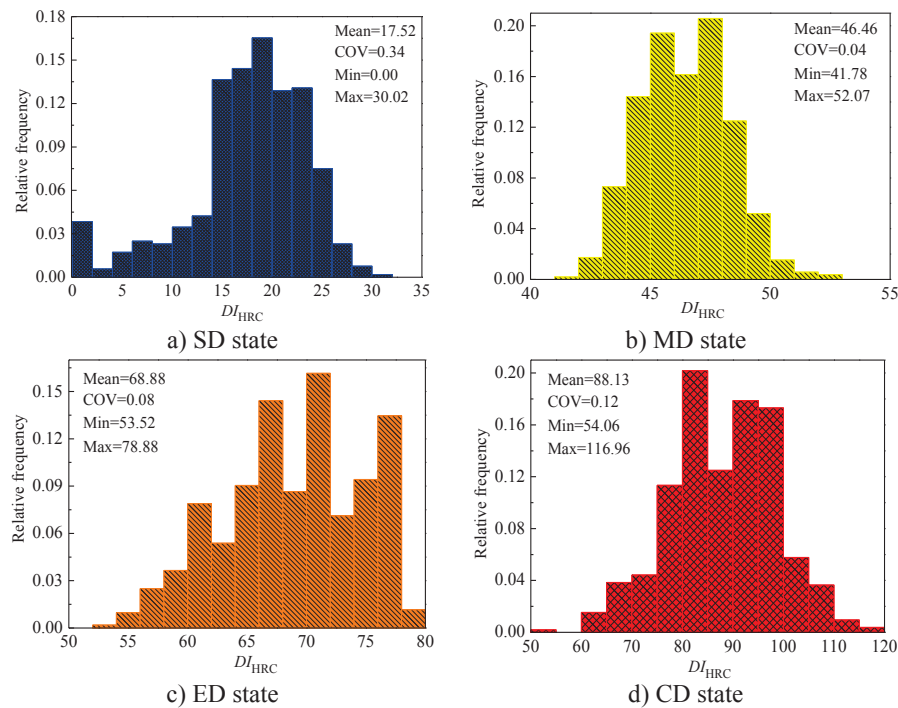 0.18
0.15
0.12
0.09
0.06
0.03
0.00
Relative frequency
Mean=17.52
COV=0.34
Min=0.00
Max=30.02
0 5 10 15 20 25 30 35
DI_HRC
a) SD state
0.20
0.16
0.12
0.08
0.04
0.00
Relative frequency
Mean=46.46
COV=0.04
Min=41.78
Max=52.07
40 45 50 55
DI_HRC
b) MD state
0.15
0.12
0.09
0.06
0.03
0.00
Relative frequency
Mean=68.88
COV=0.08
Min=53.52
Max=78.88
50 55 60 65 70 75 80
DI_HRC
c) ED state
0.20
0.16
0.12
0.08
0.04
0.00
Relative frequency
Mean=88.13
COV=0.12
Min=54.06
Max=116.96
50 60 70 80 90 100 110 120
DI_HRC
d) CD state